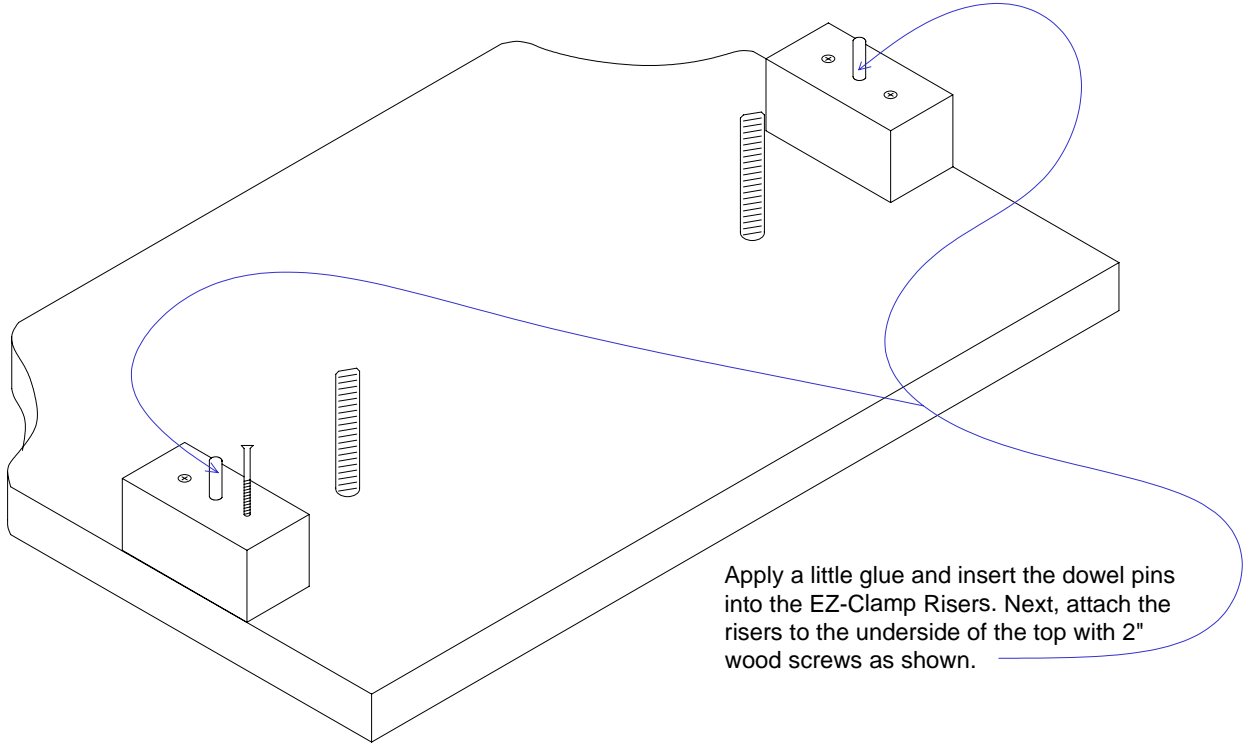 Apply a little glue and insert the dowel pins
into the EZ-Clamp Risers. Next, attach the
risers to the underside of the top with 2"
wood screws as shown.